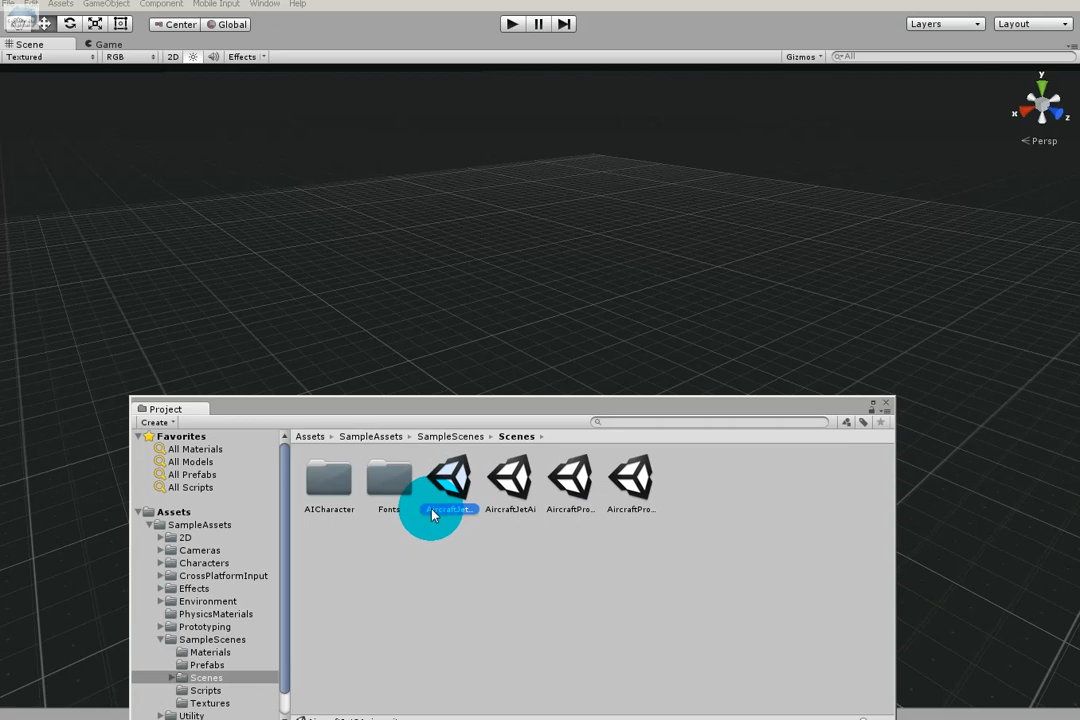 File Edit Assets GameObject Component Mobile Input Window Help
Center Global Layers Layout
Scene Game
Textured RGB 2D Effects Gizmos All
y
x z
Persp
Project
Create
Favorites
All Materials
All Models
All Prefabs
All Scripts
Assets
SampleAssets
2D
Cameras
Characters
CrossPlatformInput
Effects
Environment
PhysicsMaterials
Prototyping
SampleScenes
Materials
Prefabs
Scenes
Scripts
Textures
Utility
Assets SampleAssets SampleScenes Scenes
AICharacter Fonts AircraftJet... AircraftJetAi AircraftPro... AircraftPro...